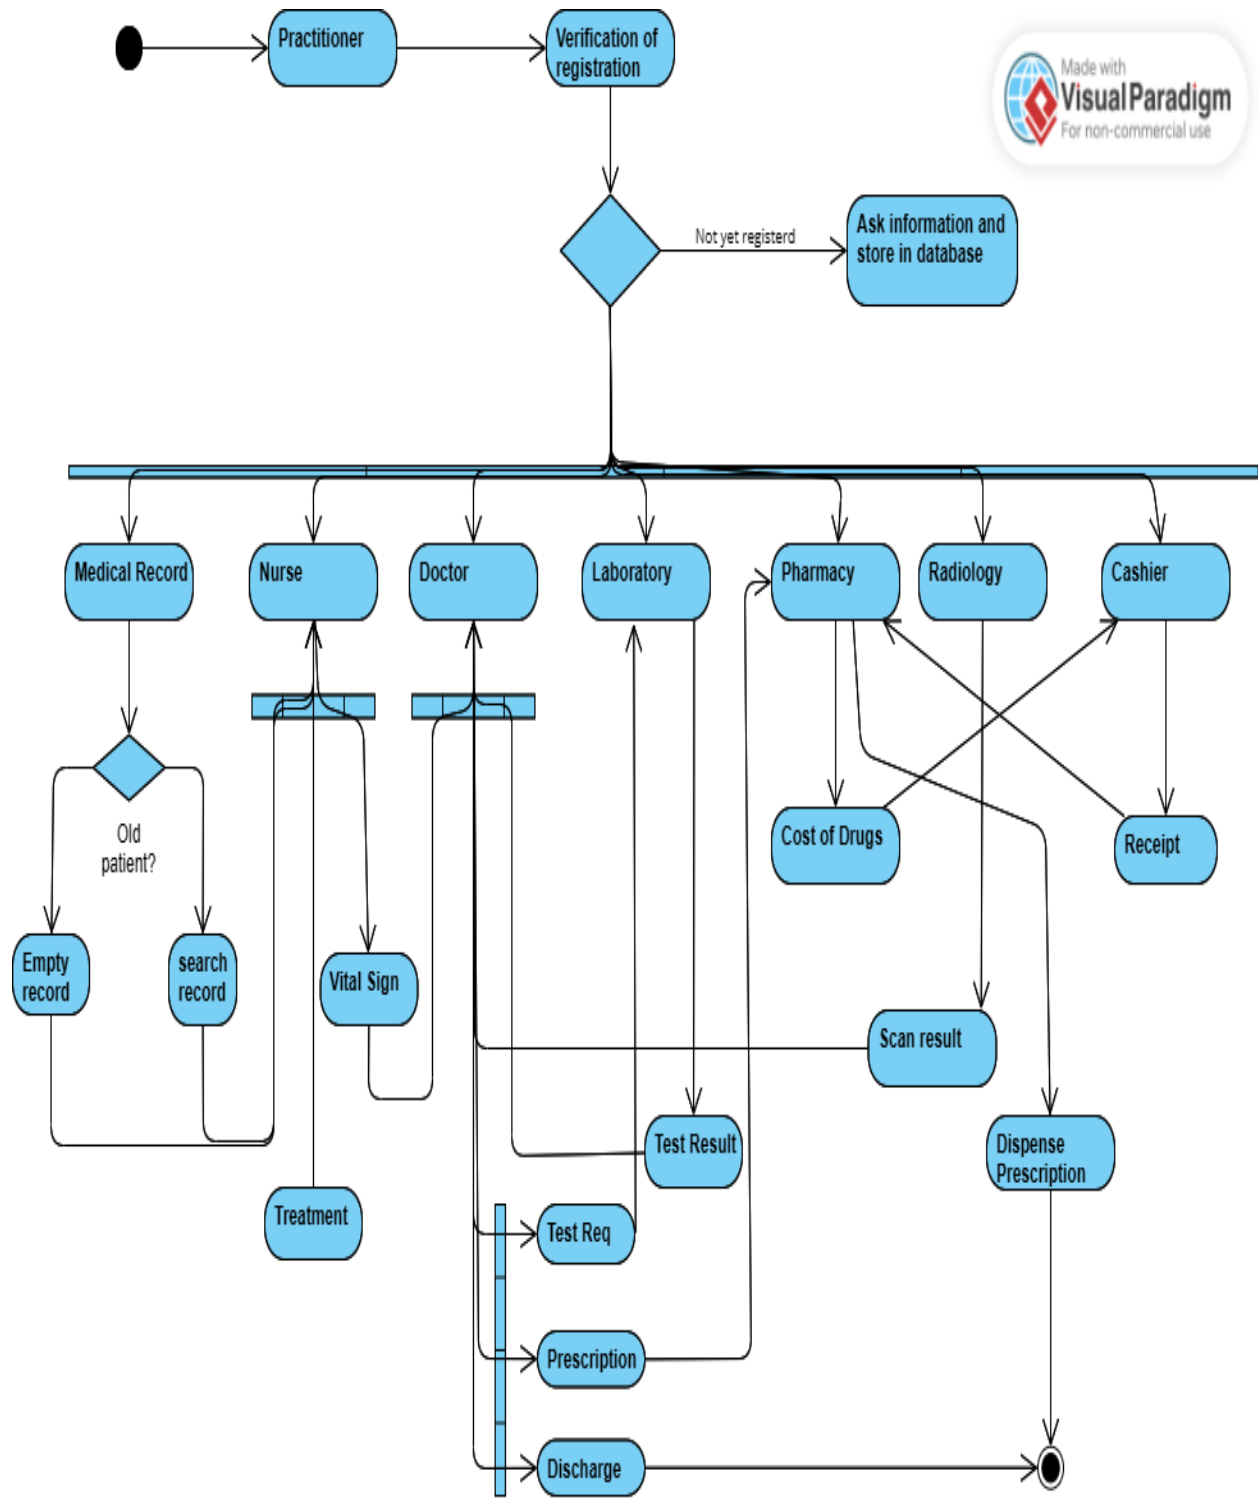 Practitioner
Verification of
registration
Made with
Visual Paradigm
For non-commercial use
Not yet registerd
Ask information and
store in database
Medical Record
Nurse
Doctor
Laboratory
Pharmacy
Radiology
Cashier
Old
patient?
Cost of Drugs
Receipt
Empty
record
search
record
Vital Sign
Scan result
Test Result
Dispense
Prescription
Treatment
Test Req
Prescription
Discharge